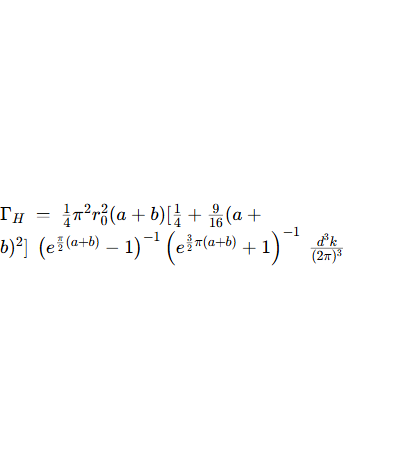 Γ_H = \frac{1}{4}π^2 r_0^2 (a + b)[\frac{1}{4} + \frac{9}{16}(a +
b)^2] (e^{\frac{π}{2}(a+b)} − 1)^{−1} (e^{\frac{3}{2}π(a+b)} + 1)^{−1} \frac{d^3k}{(2π)^3}